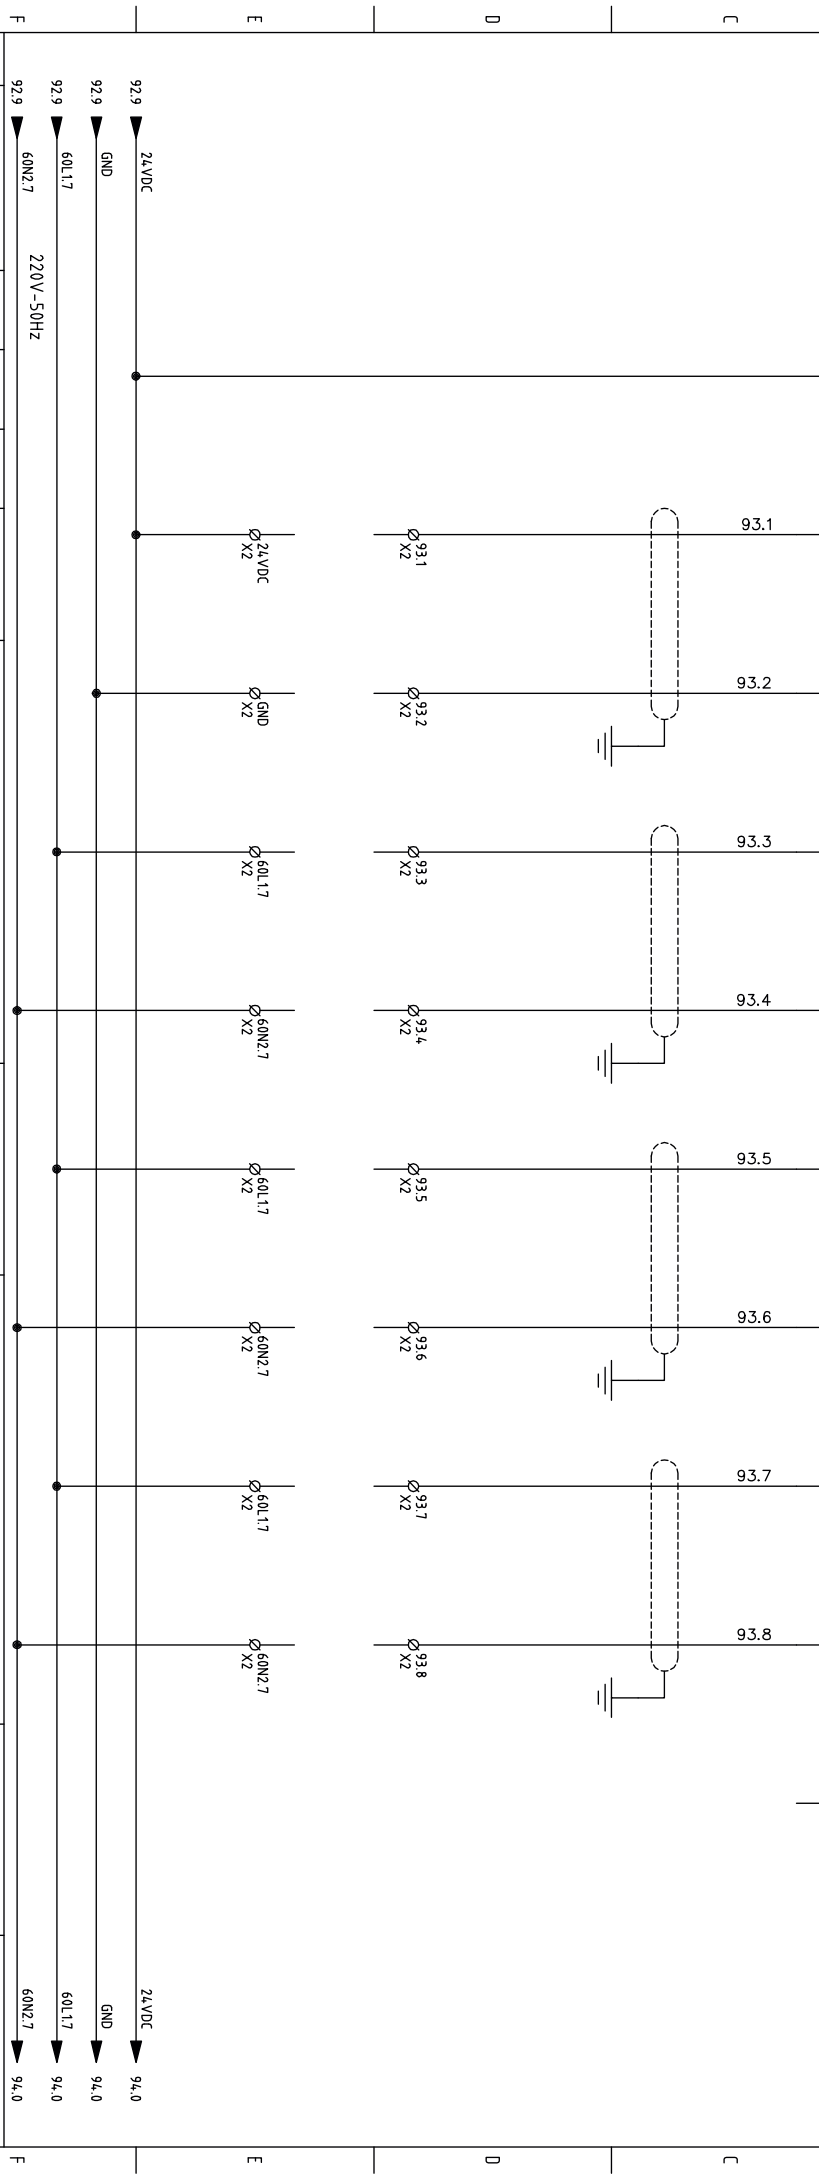 F
E
D
C
92.9
92.9
92.9
92.9
60N2.7
60L1.7
GND
24VDC
220V-50Hz
24VDC
X2
93.1
X2
93.1
GND
X2
93.2
X2
93.2
60L1.7
X2
93.3
X2
93.3
60N2.7
X2
93.4
X2
93.4
60L1.7
X2
93.5
X2
93.5
60N2.7
X2
93.6
X2
93.6
60L1.7
X2
93.7
X2
93.7
60N2.7
X2
93.8
X2
93.8
60N2.7
60L1.7
GND
24VDC
94.0
94.0
94.0
94.0
F
E
D
C